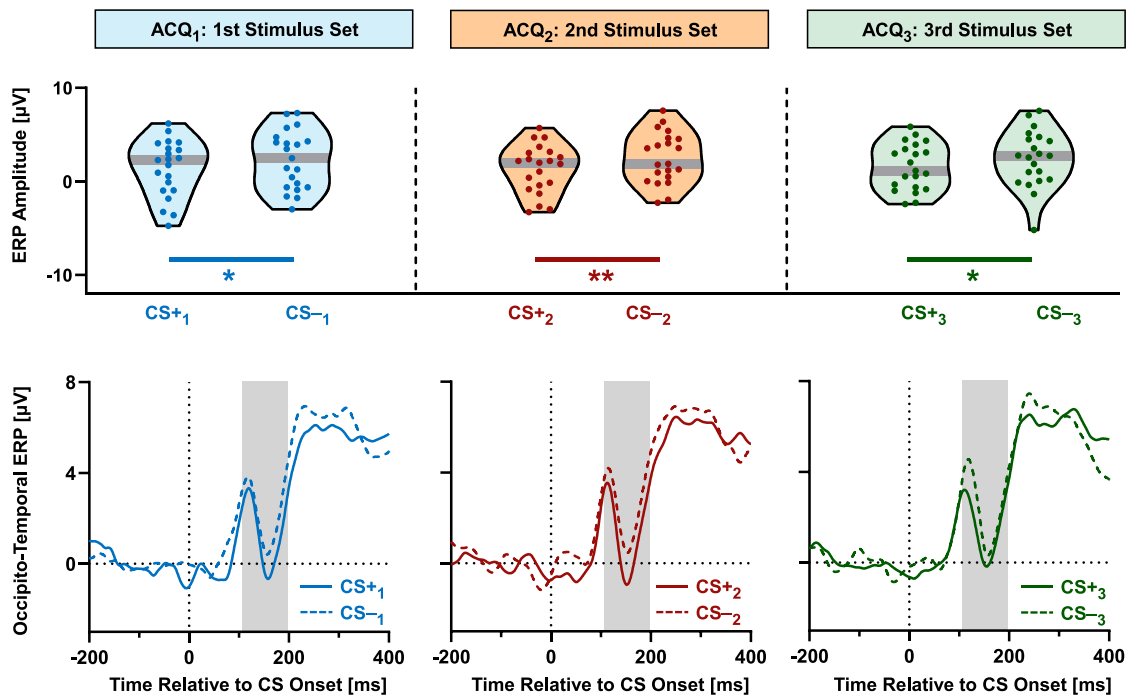 ACQ₁: 1st Stimulus Set
ACQ₂: 2nd Stimulus Set
ACQ₃: 3rd Stimulus Set
ERP Amplitude [µV]
10
0
-10
*
**
*
CS+₁
CS–₁
CS+₂
CS–₂
CS+₃
CS–₃
Occipito-Temporal ERP [µV]
8
4
0
CS+₁
CS–₁
-200
0
200
400
Time Relative to CS Onset [ms]
CS+₂
CS–₂
-200
0
200
400
Time Relative to CS Onset [ms]
CS+₃
CS–₃
-200
0
200
400
Time Relative to CS Onset [ms]